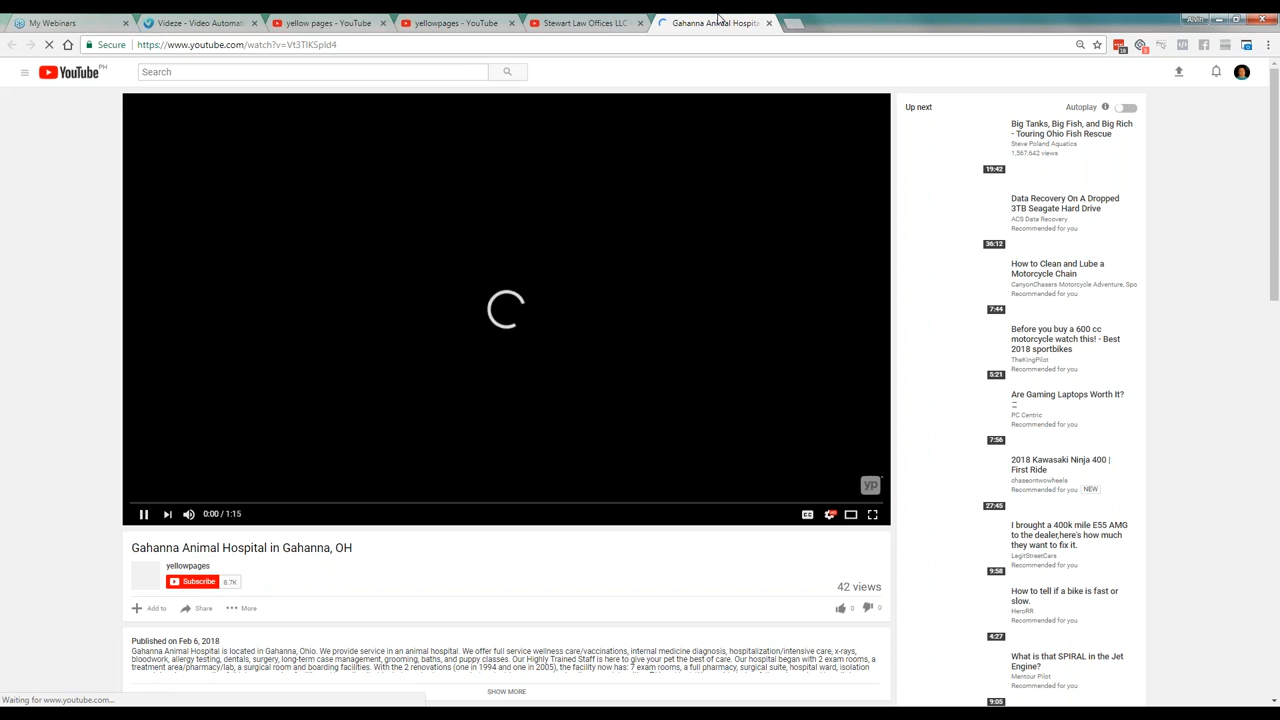 My Webinars
Videze - Video Automat
yellow pages - YouTube
yellowpages - YouTube
Stewart Law Offices LLC
Gahanna Animal Hospita
Alvin
Secure
https://www.youtube.com/watch?v=Vt3TlKSpId4
YouTube PH
Search
Up next
Autoplay
Big Tanks, Big Fish, and Big Rich
- Touring Ohio Fish Rescue
Steve Poland Aquatics
1,567,642 views
19:42
Data Recovery On A Dropped
3TB Seagate Hard Drive
ACS Data Recovery
Recommended for you
36:12
How to Clean and Lube a
Motorcycle Chain
CanyonChasers Motorcycle Adventure, Spo
Recommended for you
7:44
Before you buy a 600 cc
motorcycle watch this! - Best
2018 sportbikes
TheKingPilot
Recommended for you
5:21
Are Gaming Laptops Worth It?
PC Centric
Recommended for you
7:56
2018 Kawasaki Ninja 400 |
First Ride
chaseontwowheels
Recommended for you NEW
27:45
I brought a 400k mile E55 AMG
to the dealer,here's how much
they want to fix it.
LegitStreetCars
Recommended for you
9:58
How to tell if a bike is fast or
slow.
HeroRR
Recommended for you
4:27
What is that SPIRAL in the Jet
Engine?
Mentour Pilot
Recommended for you
9:05
yp
0:00 / 1:15
CC
Gahanna Animal Hospital in Gahanna, OH
yellowpages
Subscribe 8.7K
42 views
Add to
Share
More
0
0
Published on Feb 6, 2018
Gahanna Animal Hospital is located in Gahanna, Ohio. We provide service in an animal hospital. We offer full service wellness care/vaccinations, internal medicine diagnosis, hospitalization/intensive care, x-rays,
bloodwork, allergy testing, dentals, surgery, long-term case management, grooming, baths, and puppy classes. Our Highly Trained Staff is here to give your pet the best of care. Our hospital began with 2 exam rooms, a
treatment area/pharmacy/lab, a surgical room and boarding facilities. With the 2 renovations (one in 1994 and one in 2005), the facility now has: 7 exam rooms, a full pharmacy, surgical suite, hospital ward, isolation
SHOW MORE
Waiting for www.youtube.com...